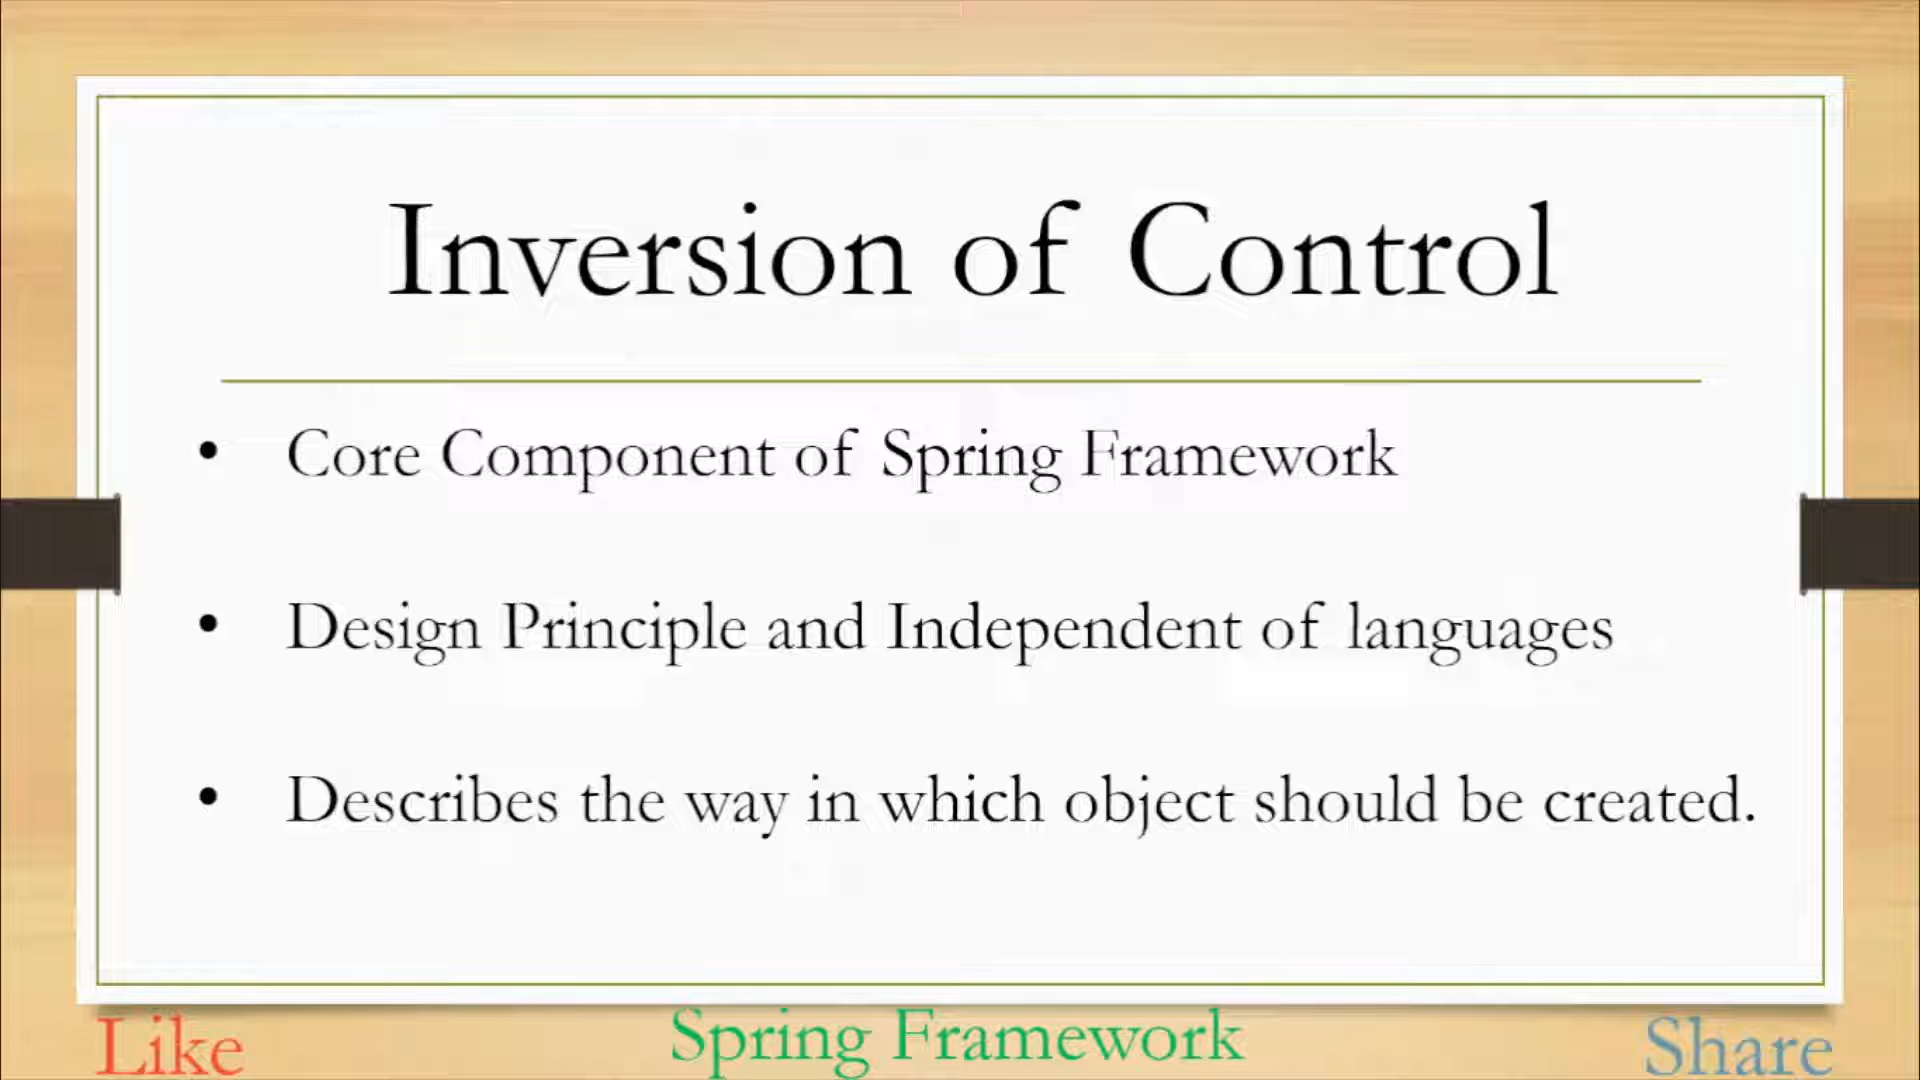 Inversion of Control
• Core Component of Spring Framework
• Design Principle and Independent of languages
• Describes the way in which object should be created.
Like Spring Framework Share